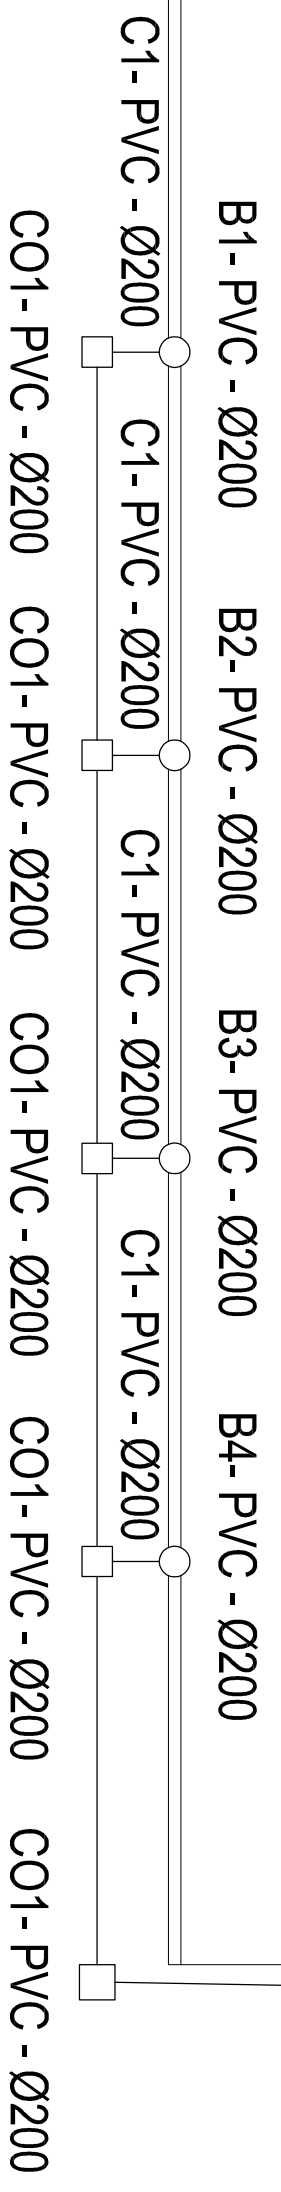 B1- PVC - Ø200
B2- PVC - Ø200
B3- PVC - Ø200
B4- PVC - Ø200
C1- PVC - Ø200
C1- PVC - Ø200
C1- PVC - Ø200
C1- PVC - Ø200
CO1- PVC - Ø200
CO1- PVC - Ø200
CO1- PVC - Ø200
CO1- PVC - Ø200
CO1- PVC - Ø200